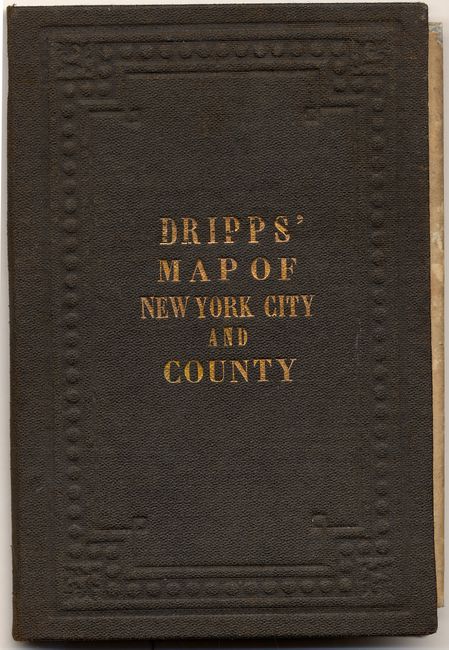 DRIPPS'
MAP OF
NEW YORK CITY
AND
COUNTY